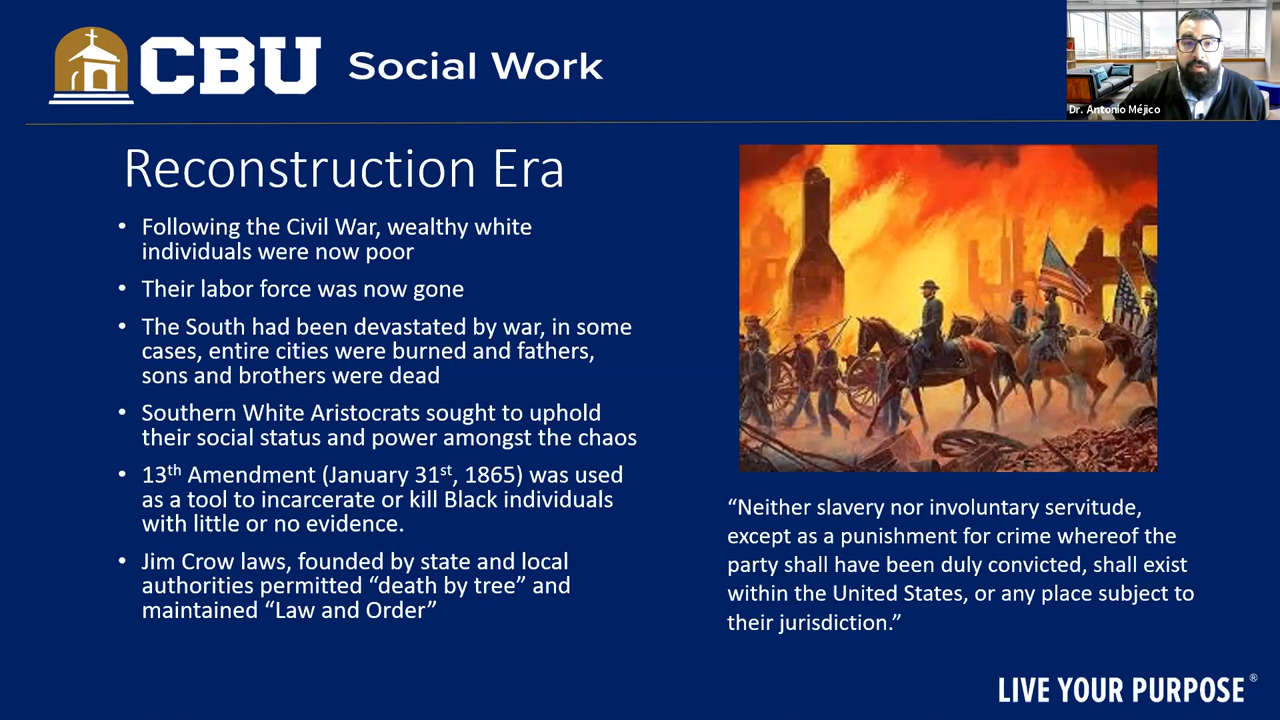 CBU Social Work
Dr. Antonio Méjico
Reconstruction Era
• Following the Civil War, wealthy white
individuals were now poor
• Their labor force was now gone
• The South had been devastated by war, in some
cases, entire cities were burned and fathers,
sons and brothers were dead
• Southern White Aristocrats sought to uphold
their social status and power amongst the chaos
• 13th Amendment (January 31st, 1865) was used
as a tool to incarcerate or kill Black individuals
with little or no evidence.
• Jim Crow laws, founded by state and local
authorities permitted “death by tree” and
maintained “Law and Order”
“Neither slavery nor involuntary servitude,
except as a punishment for crime whereof the
party shall have been duly convicted, shall exist
within the United States, or any place subject to
their jurisdiction.”
LIVE YOUR PURPOSE®